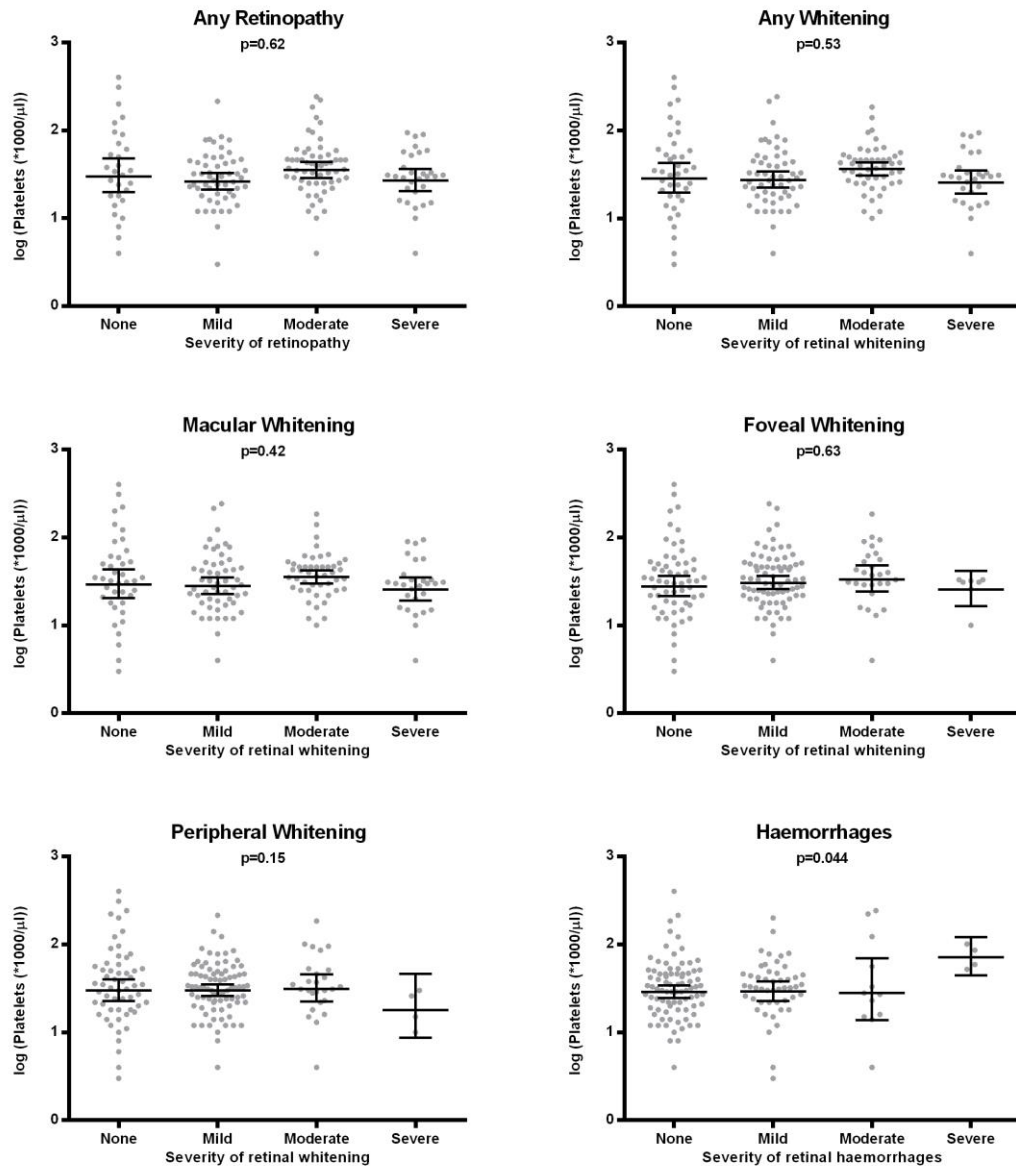 Any Retinopathy
p=0.62
log (Platelets (*1000/µl))
3
2
1
0
None Mild Moderate Severe
Severity of retinopathy
Any Whitening
p=0.53
log (Platelets (*1000/µl))
3
2
1
0
None Mild Moderate Severe
Severity of retinal whitening
Macular Whitening
p=0.42
log (Platelets (*1000/µl))
3
2
1
0
None Mild Moderate Severe
Severity of retinal whitening
Foveal Whitening
p=0.63
log (Platelets (*1000/µl))
3
2
1
0
None Mild Moderate Severe
Severity of retinal whitening
Peripheral Whitening
p=0.15
log (Platelets (*1000/µl))
3
2
1
0
None Mild Moderate Severe
Severity of retinal whitening
Haemorrhages
p=0.044
log (Platelets (*1000/µl))
3
2
1
0
None Mild Moderate Severe
Severity of retinal haemorrhages